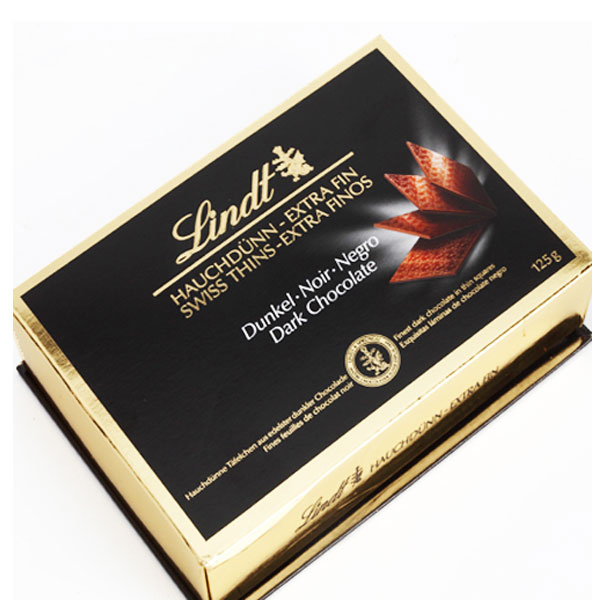 Lindt
HAUCHDÜNN - EXTRA FIN
SWISS THINS - EXTRA FINOS
Dunkel · Noir · Negro
Dark Chocolate
125g
Hauchdünne Täfelchen aus edelster dunkler Chocolade
Fines feuilles de chocolat noir
Finest dark chocolate in thin squares
Exquisitas láminas de chocolate negro
Lindt
HAUCHDÜNN - EXTRA FIN